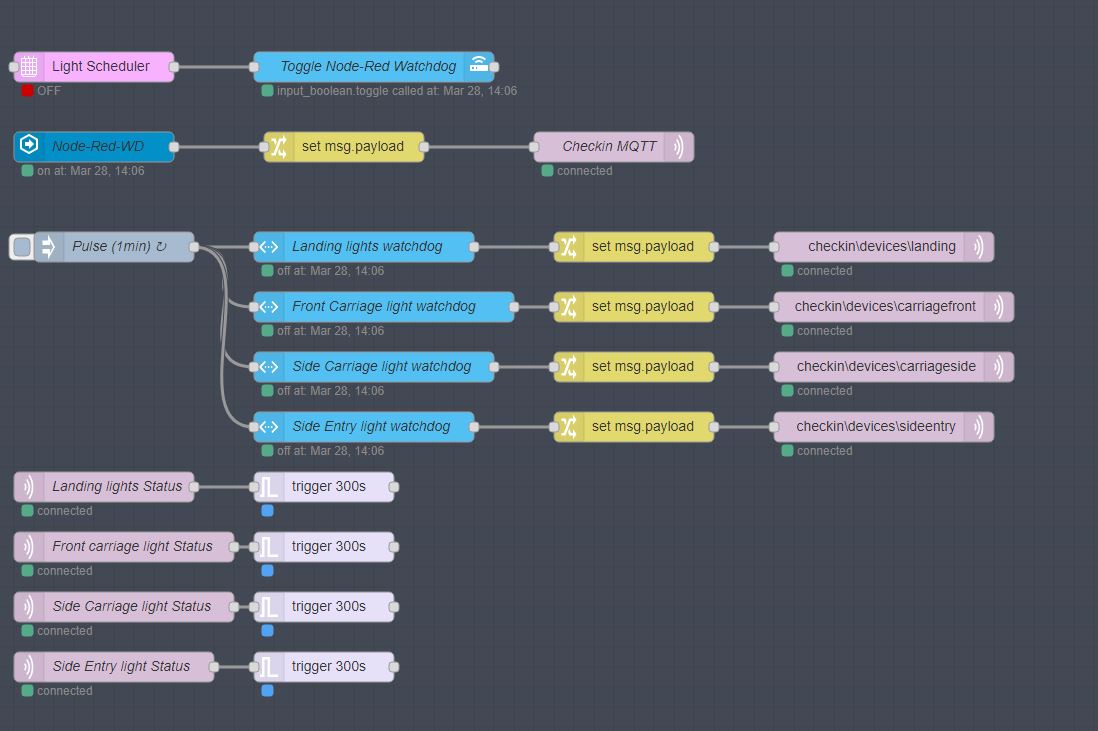 Light Scheduler
Toggle Node-Red Watchdog
OFF
input_boolean.toggle called at: Mar 28, 14:06
Node-Red-WD
set msg.payload
Checkin MQTT
on at: Mar 28, 14:06
connected
Pulse (1min) ↻
Landing lights watchdog
set msg.payload
checkin\devices\landing
off at: Mar 28, 14:06
connected
Front Carriage light watchdog
set msg.payload
checkin\devices\carriagefront
off at: Mar 28, 14:06
connected
Side Carriage light watchdog
set msg.payload
checkin\devices\carriageside
off at: Mar 28, 14:06
connected
Side Entry light watchdog
set msg.payload
checkin\devices\sideentry
off at: Mar 28, 14:06
connected
Landing lights Status
trigger 300s
connected
Front carriage light Status
trigger 300s
connected
Side Carriage light Status
trigger 300s
connected
Side Entry light Status
trigger 300s
connected